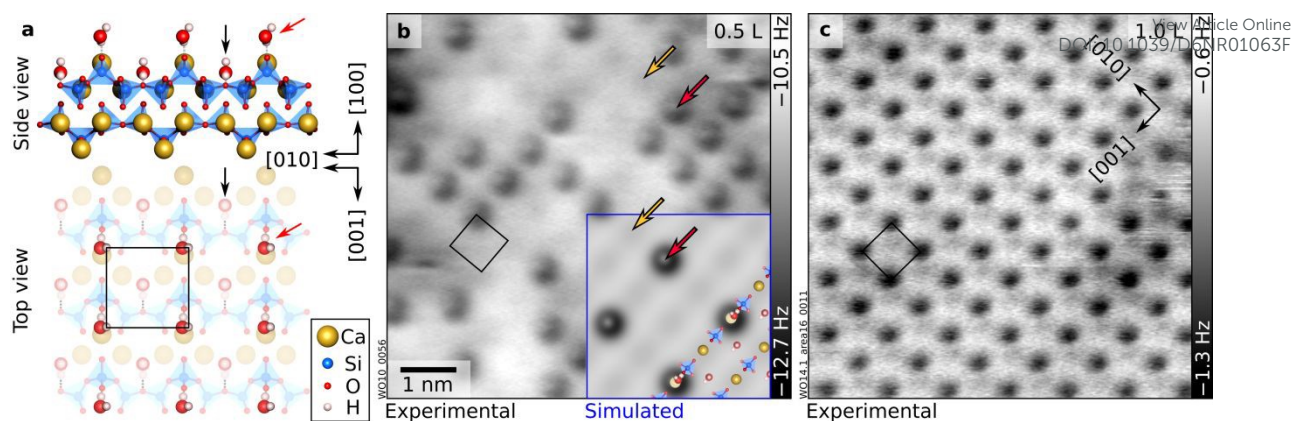 a
Side view
Top view
[100]
[010]
[001]
Ca
Si
O
H
b
0.5 L
−10.5 Hz
−12.7 Hz
WO10_0056
1 nm
Experimental
Simulated
c
1.0 L
View Article Online
DOI: 10.1039/D6NR01063F
[010]
[001]
−0.6 Hz
−1.3 Hz
WO14.1_area16_0011
Experimental